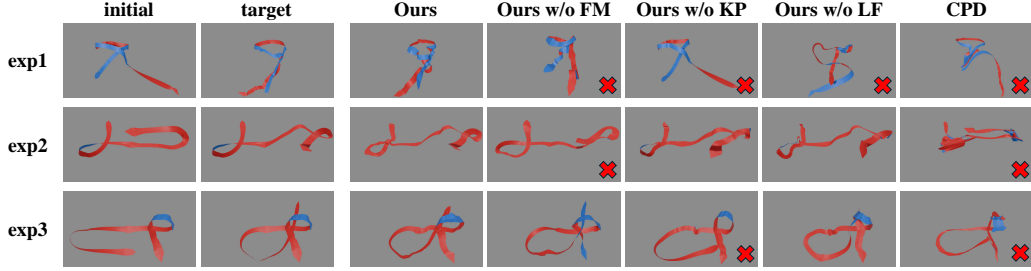 initial target Ours Ours w/o FM Ours w/o KP Ours w/o LF CPD
exp1
exp2
exp3